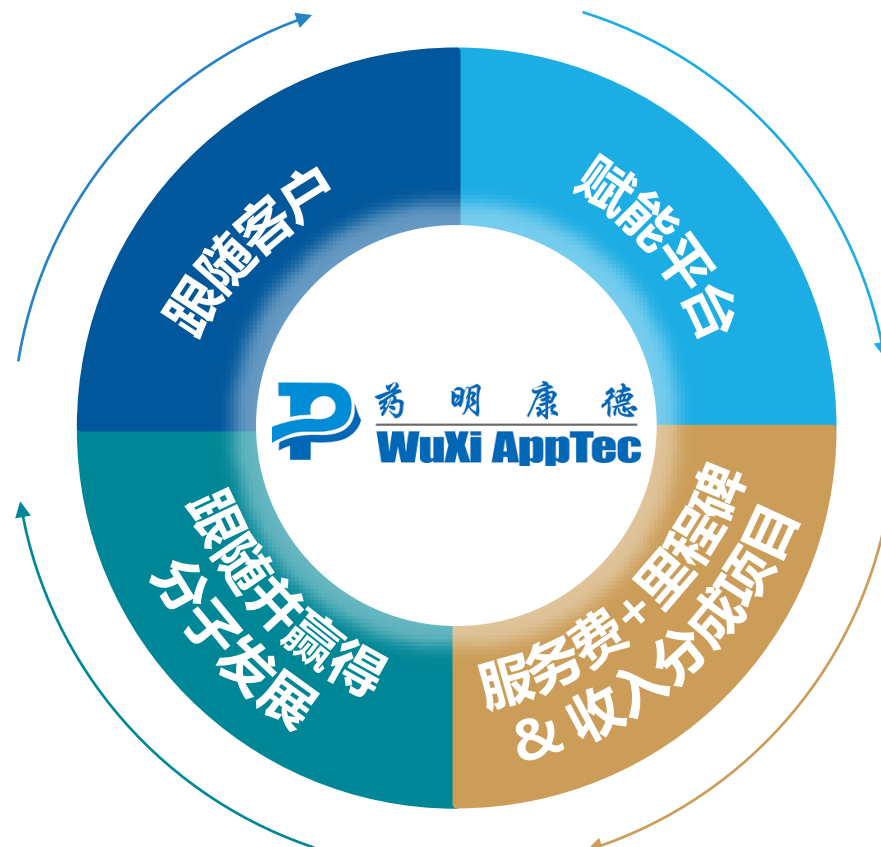 跟随客户
赋能平台
药明康德
WuXi AppTec
跟随并赢得
分子发展
服务费+里程碑
& 收入分成项目